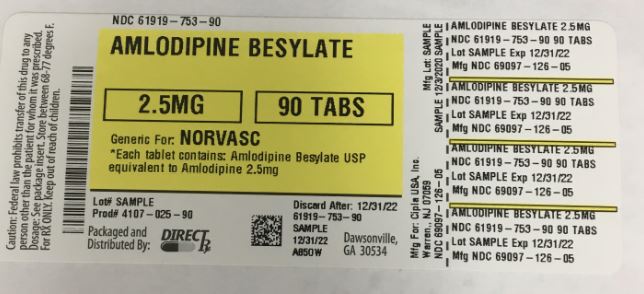 Caution: Federal law prohibits transfer of this drug to any
person other than the patient for whom it was prescribed.
Dosage: See package insert. Store between 68-77 degrees F.
For RX ONLY. Keep out of reach of children.
NDC 61919-753-90
AMLODIPINE BESYLATE
2.5MG
90 TABS
Generic For: NORVASC
*Each tablet contains: Amlodipine Besylate USP
equivalent to Amlodipine 2.5mg
Lot# SAMPLE
Prod# 4107-025-90
Packaged and
Distributed By:
DIRECT Rx
Discard After: 12/31/22
61919-753-90
SAMPLE
12/31/22
A850W
Dawsonville,
GA 30534
Mfg Lot: SAMPLE
SAMPLE 12/3/2020 SAMPLE
Mfg For: Cipla USA, Inc.
Warren, NJ 07059
NDC 69097-126-05
AMLODIPINE BESYLATE 2.5MG
NDC 61919-753-90 90 TABS
Lot SAMPLE Exp 12/31/22
Mfg NDC 69097-126-05
AMLODIPINE BESYLATE 2.5MG
NDC 61919-753-90 90 TABS
Lot SAMPLE Exp 12/31/22
Mfg NDC 69097-126-05
AMLODIPINE BESYLATE 2.5MG
NDC 61919-753-90 90 TABS
Lot SAMPLE Exp 12/31/22
Mfg NDC 69097-126-05
AMLODIPINE BESYLATE 2.5MG
NDC 61919-753-90 90 TABS
Lot SAMPLE Exp 12/31/22
Mfg NDC 69097-126-05